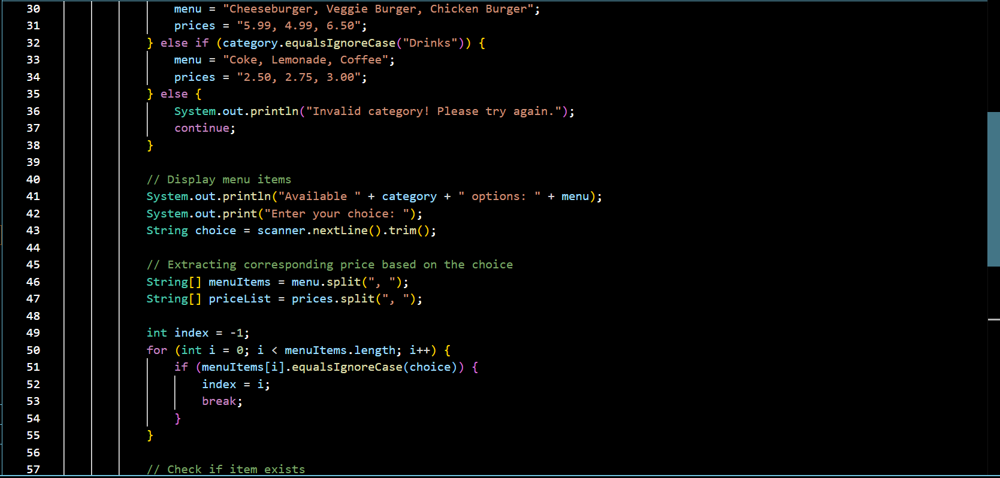 30 menu = "Cheeseburger, Veggie Burger, Chicken Burger";
31 prices = "5.99, 4.99, 6.50";
32 } else if (category.equalsIgnoreCase("Drinks")) {
33 menu = "Coke, Lemonade, Coffee";
34 prices = "2.50, 2.75, 3.00";
35 } else {
36 System.out.println("Invalid category! Please try again.");
37 continue;
38 }
39
40 // Display menu items
41 System.out.println("Available " + category + " options: " + menu);
42 System.out.print("Enter your choice: ");
43 String choice = scanner.nextLine().trim();
44
45 // Extracting corresponding price based on the choice
46 String[] menuItems = menu.split(", ");
47 String[] priceList = prices.split(", ");
48
49 int index = -1;
50 for (int i = 0; i < menuItems.length; i++) {
51 if (menuItems[i].equalsIgnoreCase(choice)) {
52 index = i;
53 break;
54 }
55 }
56
57 // Check if item exists